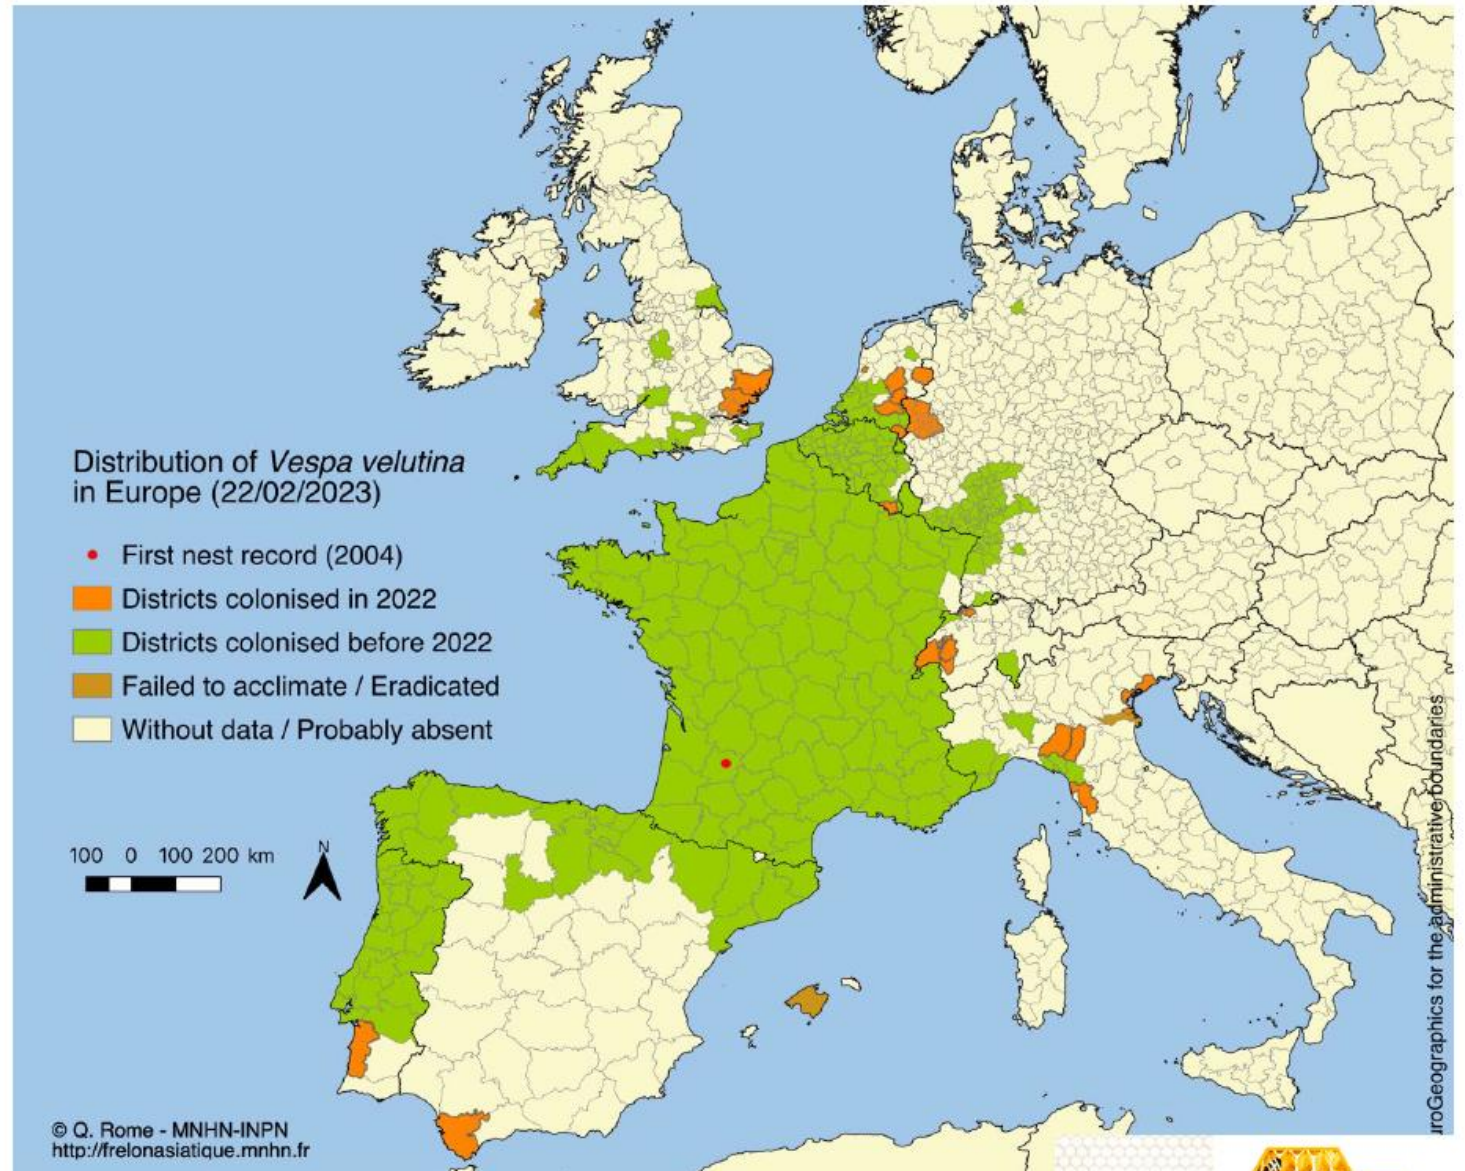 Distribution of Vespa velutina
in Europe (22/02/2023)
First nest record (2004)
Districts colonised in 2022
Districts colonised before 2022
Failed to acclimate / Eradicated
Without data / Probably absent
100 0 100 200 km
N
© Q. Rome - MNHN-INPN
http://frelonasiatique.mnhn.fr
uroGeographics for the administrative boundaries